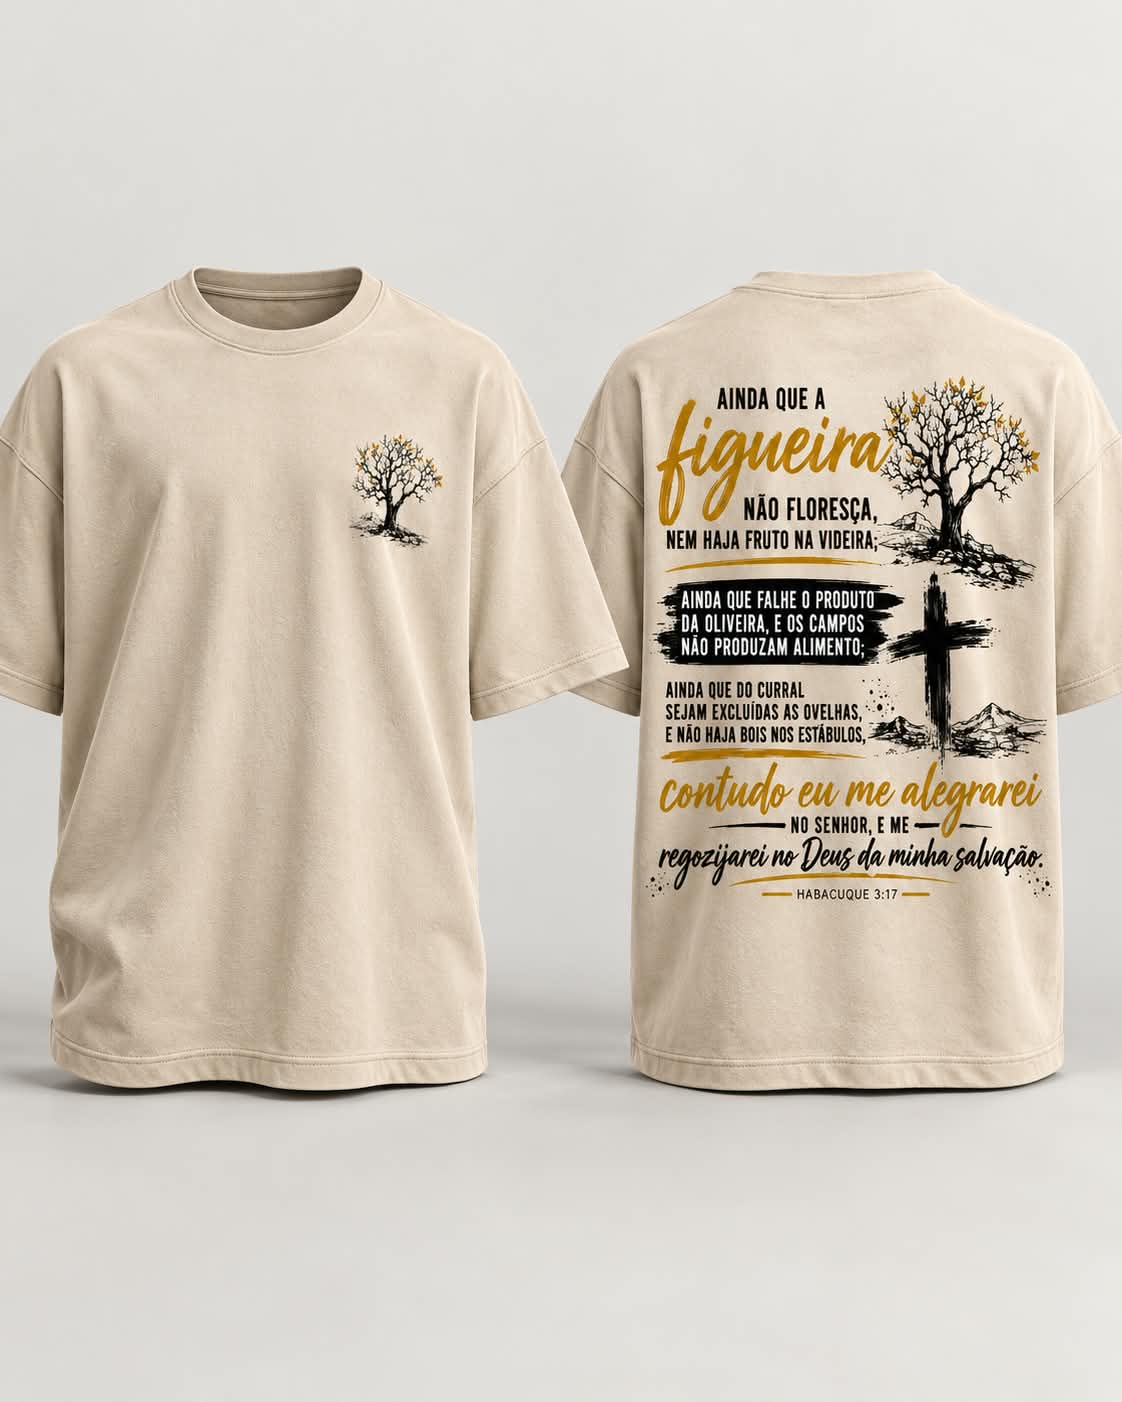 AINDA QUE A
figueira
NÃO FLORESÇA,
NEM HAJA FRUTO NA VIDEIRA;
AINDA QUE FALHE O PRODUTO
DA OLIVEIRA, E OS CAMPOS
NÃO PRODUZAM ALIMENTO;
AINDA QUE DO CURRAL
SEJAM EXCLUÍDAS AS OVELHAS,
E NÃO HAJA BOIS NOS ESTÁBULOS,
contudo eu me alegrarei
NO SENHOR, E ME
regozijarei no Deus da minha salvação.
HABACUQUE 3:17